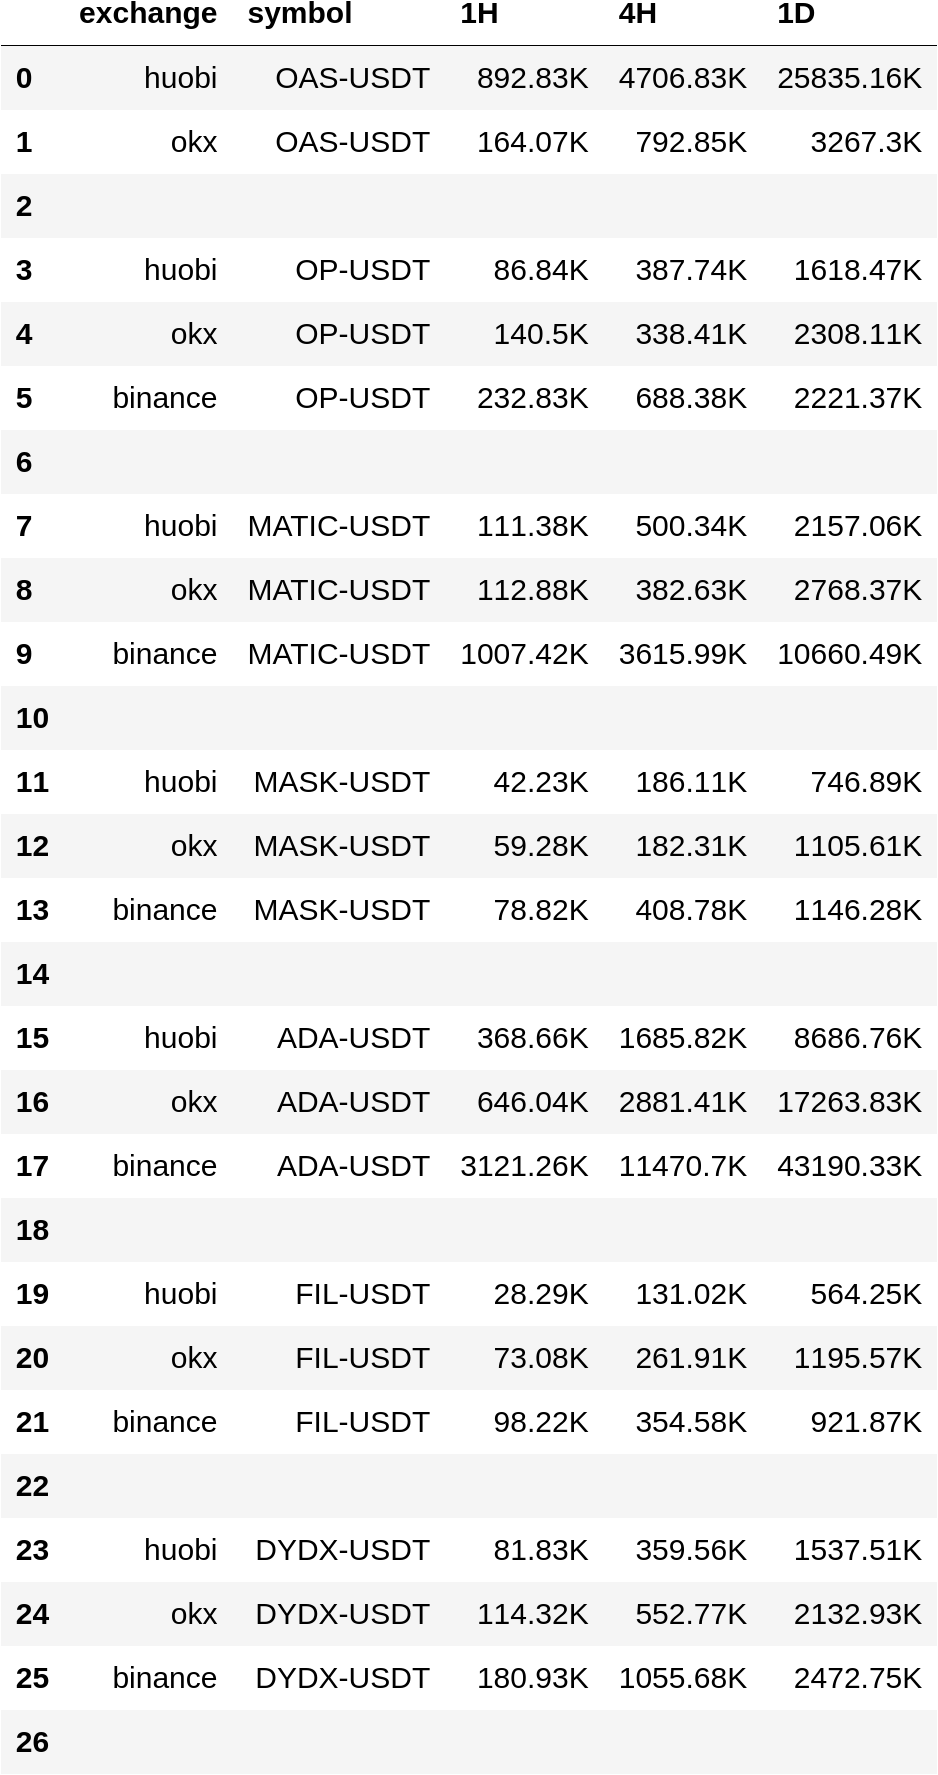 exchange symbol 1H 4H 1D
0 huobi OAS-USDT 892.83K 4706.83K 25835.16K
1 okx OAS-USDT 164.07K 792.85K 3267.3K
2
3 huobi OP-USDT 86.84K 387.74K 1618.47K
4 okx OP-USDT 140.5K 338.41K 2308.11K
5 binance OP-USDT 232.83K 688.38K 2221.37K
6
7 huobi MATIC-USDT 111.38K 500.34K 2157.06K
8 okx MATIC-USDT 112.88K 382.63K 2768.37K
9 binance MATIC-USDT 1007.42K 3615.99K 10660.49K
10
11 huobi MASK-USDT 42.23K 186.11K 746.89K
12 okx MASK-USDT 59.28K 182.31K 1105.61K
13 binance MASK-USDT 78.82K 408.78K 1146.28K
14
15 huobi ADA-USDT 368.66K 1685.82K 8686.76K
16 okx ADA-USDT 646.04K 2881.41K 17263.83K
17 binance ADA-USDT 3121.26K 11470.7K 43190.33K
18
19 huobi FIL-USDT 28.29K 131.02K 564.25K
20 okx FIL-USDT 73.08K 261.91K 1195.57K
21 binance FIL-USDT 98.22K 354.58K 921.87K
22
23 huobi DYDX-USDT 81.83K 359.56K 1537.51K
24 okx DYDX-USDT 114.32K 552.77K 2132.93K
25 binance DYDX-USDT 180.93K 1055.68K 2472.75K
26